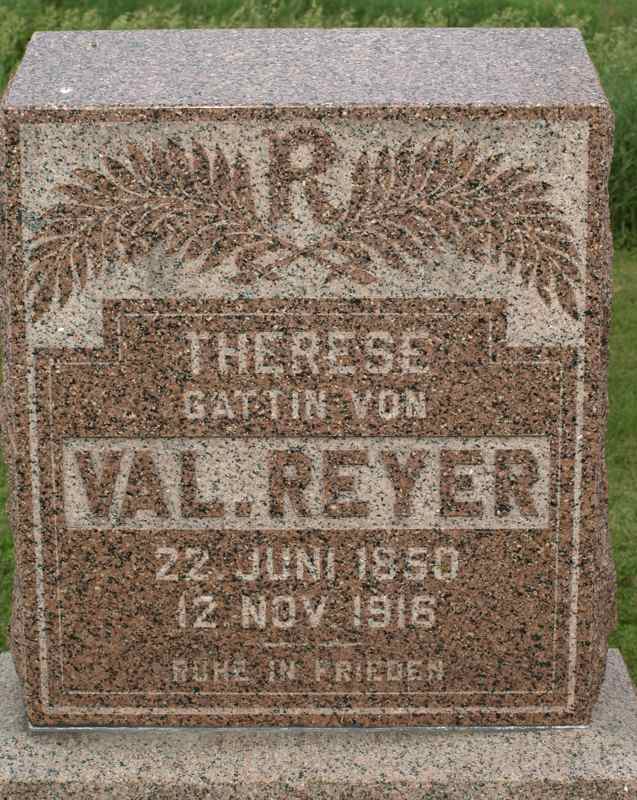 R
THERESE
GATTIN VON
VAL. REYER
22. JUNI 1850
12. NOV. 1916
RUHE IN FRIEDEN